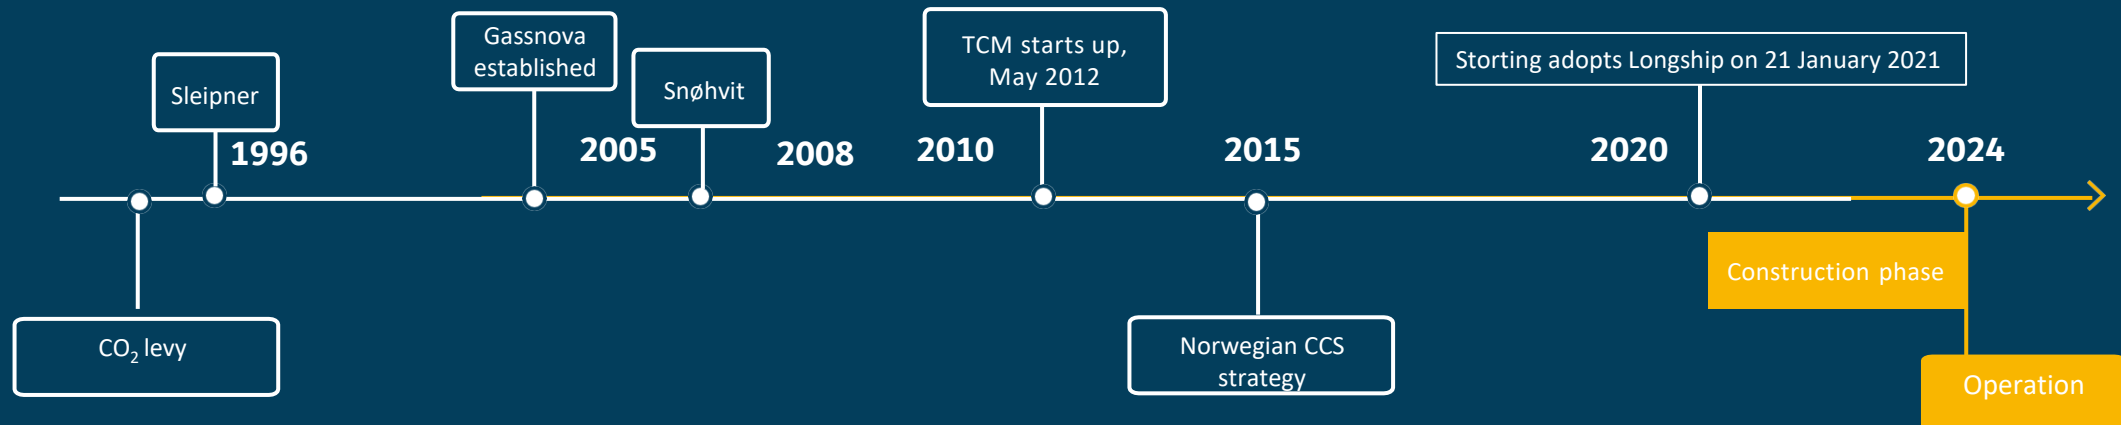 Gassnova
established
Sleipner
Snøhvit
TCM starts up,
May 2012
Storting adopts Longship on 21 January 2021
1996
2005
2008
2010
2015
2020
2024
Construction phase
CO₂ levy
Norwegian CCS
strategy
Operation